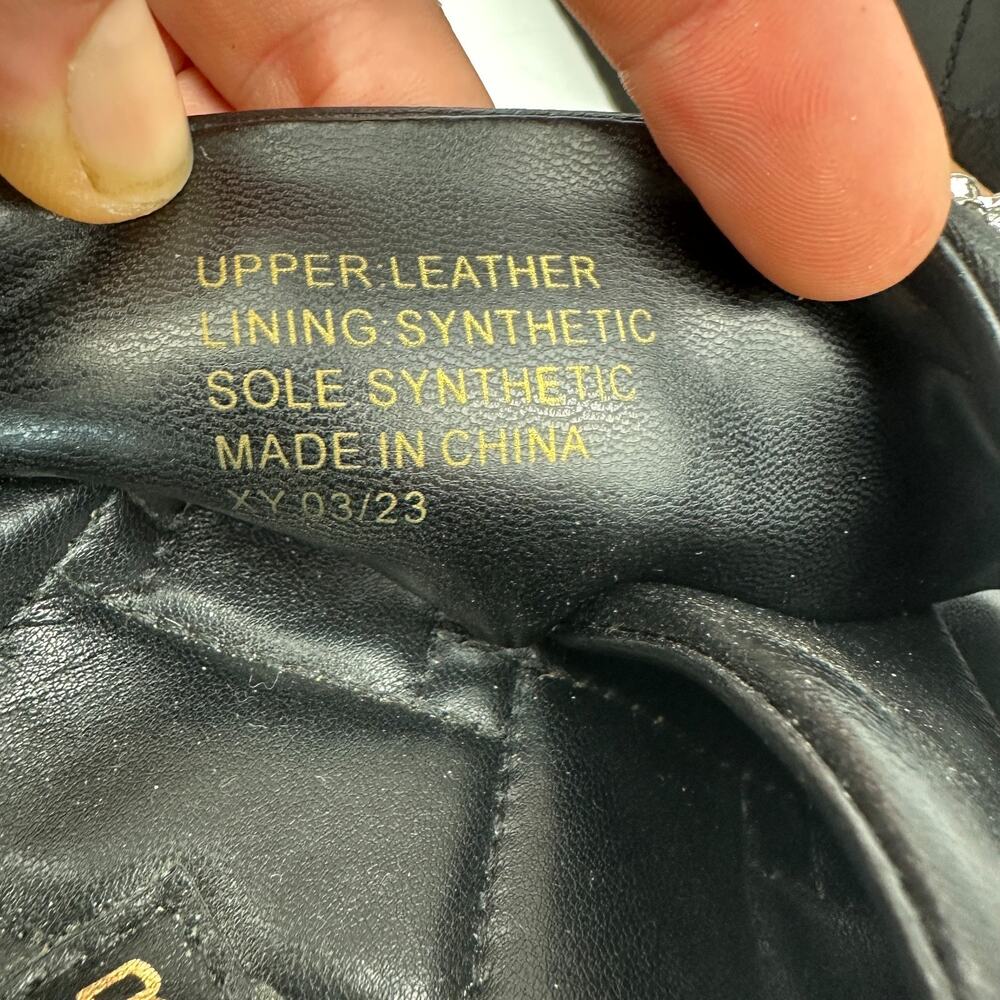 UPPER:LEATHER
LINING:SYNTHETIC
SOLE SYNTHETIC
MADE IN CHINA
XY 03/23